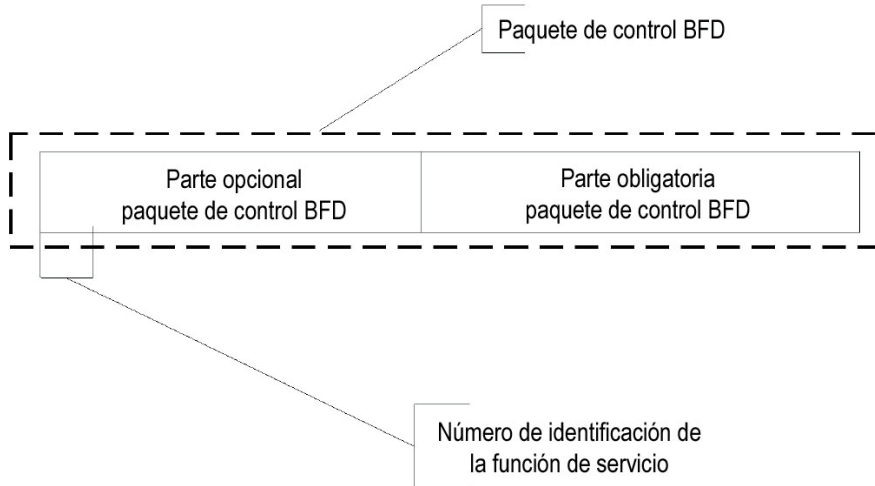 Paquete de control BFD
Parte opcional
paquete de control BFD
Parte obligatoria
paquete de control BFD
Número de identificación de
la función de servicio